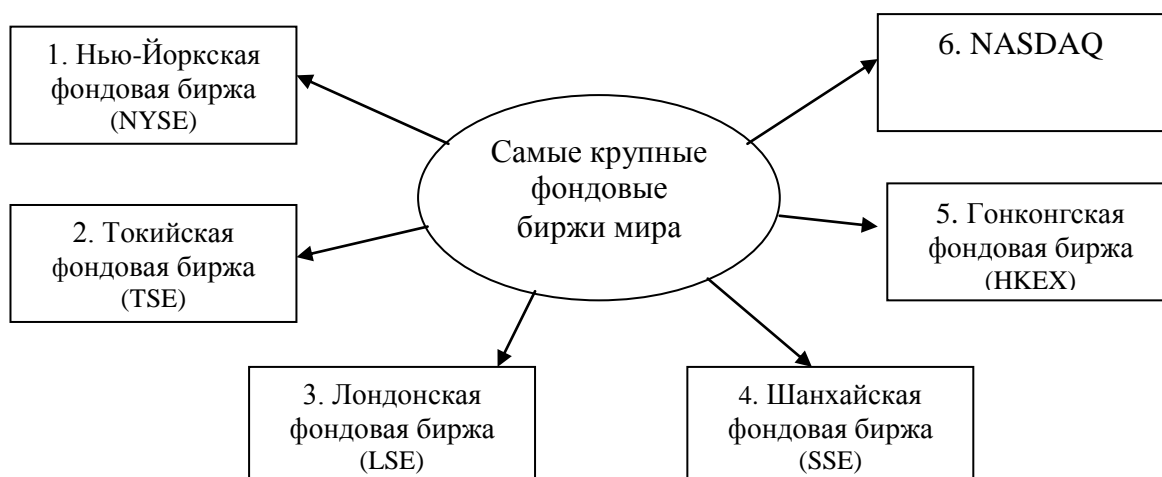 1. Нью-Йоркская
фондовая биржа
(NYSE)
6. NASDAQ
Самые крупные
фондовые
биржи мира
2. Токийская
фондовая биржа
(TSE)
5. Гонконгская
фондовая биржа
(HKEX)
3. Лондонская
фондовая биржа
(LSE)
4. Шанхайская
фондовая биржа
(SSE)